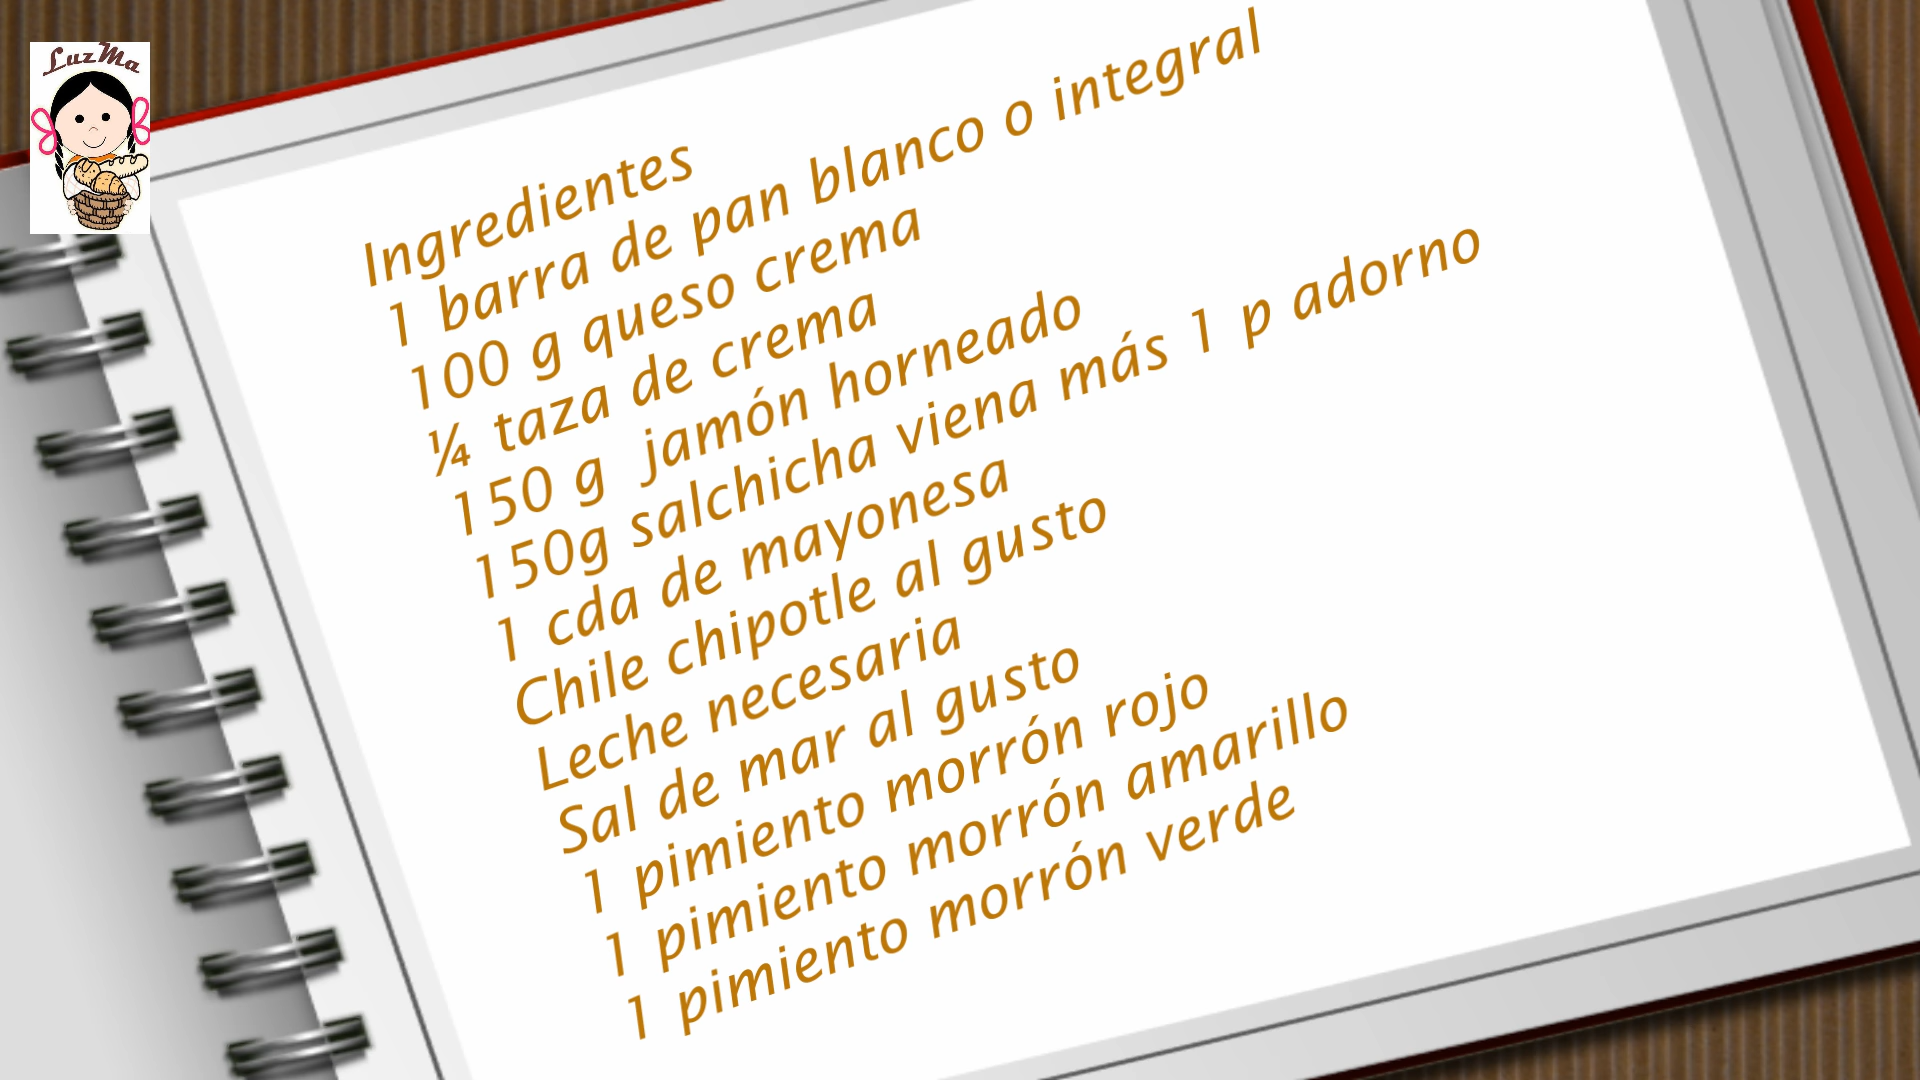 LuzMa
Ingredientes
1 barra de pan blanco o integral
100 g queso crema
¼ taza de crema
150 g  jamón horneado
150g salchicha viena más 1 p adorno
1 cda de mayonesa
Chile chipotle al gusto
Leche necesaria
Sal de mar al gusto
1 pimiento morrón rojo
1 pimiento morrón amarillo
1 pimiento morrón verde